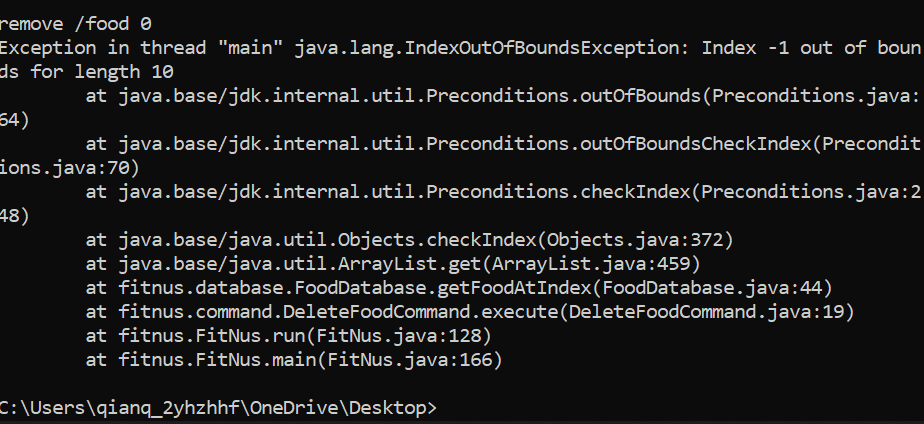 remove /food 0
Exception in thread "main" java.lang.IndexOutOfBoundsException: Index -1 out of boun
ds for length 10
        at java.base/jdk.internal.util.Preconditions.outOfBounds(Preconditions.java:
64)
        at java.base/jdk.internal.util.Preconditions.outOfBoundsCheckIndex(Precondit
ions.java:70)
        at java.base/jdk.internal.util.Preconditions.checkIndex(Preconditions.java:2
48)
        at java.base/java.util.Objects.checkIndex(Objects.java:372)
        at java.base/java.util.ArrayList.get(ArrayList.java:459)
        at fitnus.database.FoodDatabase.getFoodAtIndex(FoodDatabase.java:44)
        at fitnus.command.DeleteFoodCommand.execute(DeleteFoodCommand.java:19)
        at fitnus.FitNus.run(FitNus.java:128)
        at fitnus.FitNus.main(FitNus.java:166)
C:\Users\qianq_2yhzhhf\OneDrive\Desktop>